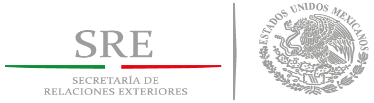 SRE
SECRETARÍA DE
RELACIONES EXTERIORES
ESTADOS UNIDOS MEXICANOS